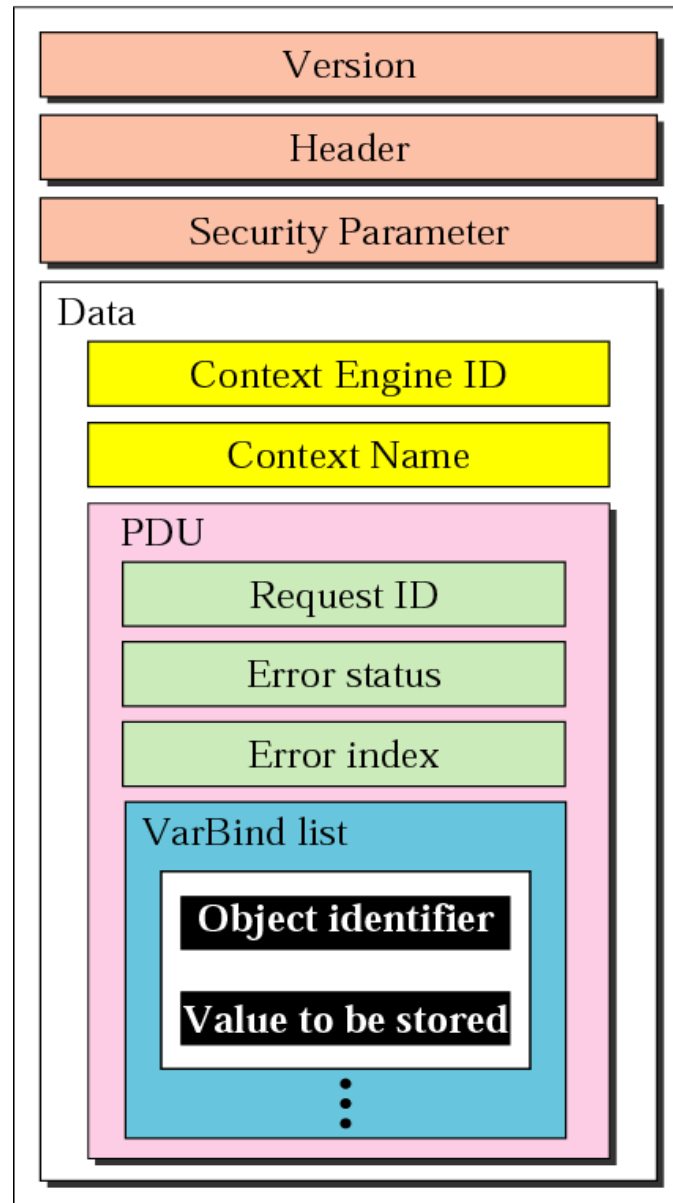 Version
Header
Security Parameter
Data
Context Engine ID
Context Name
PDU
Request ID
Error status
Error index
VarBind list
Object identifier
Value to be stored